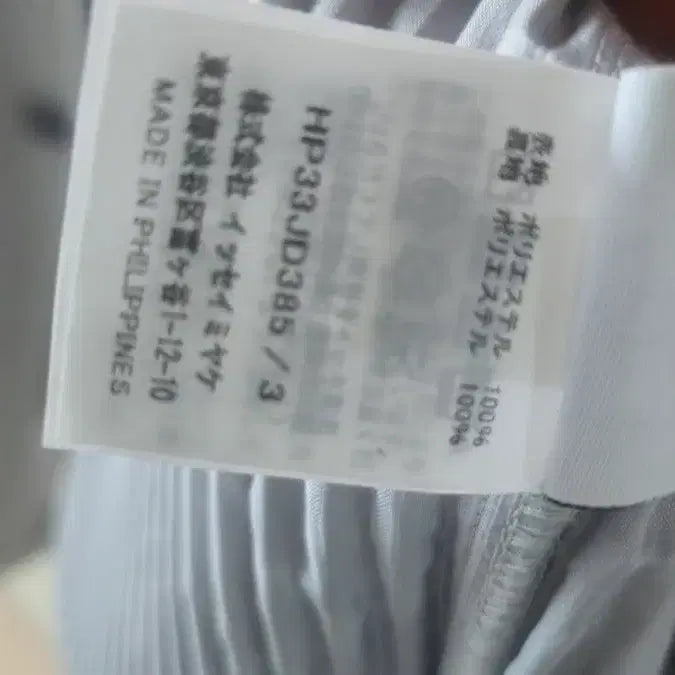 表地 ポリエステル 100%
裏地 ポリエステル 100%
HP33JD385 / 3
株式会社 イッセイミヤケ
東京都渋谷区富ヶ谷1-12-10
MADE IN PHILIPPINES